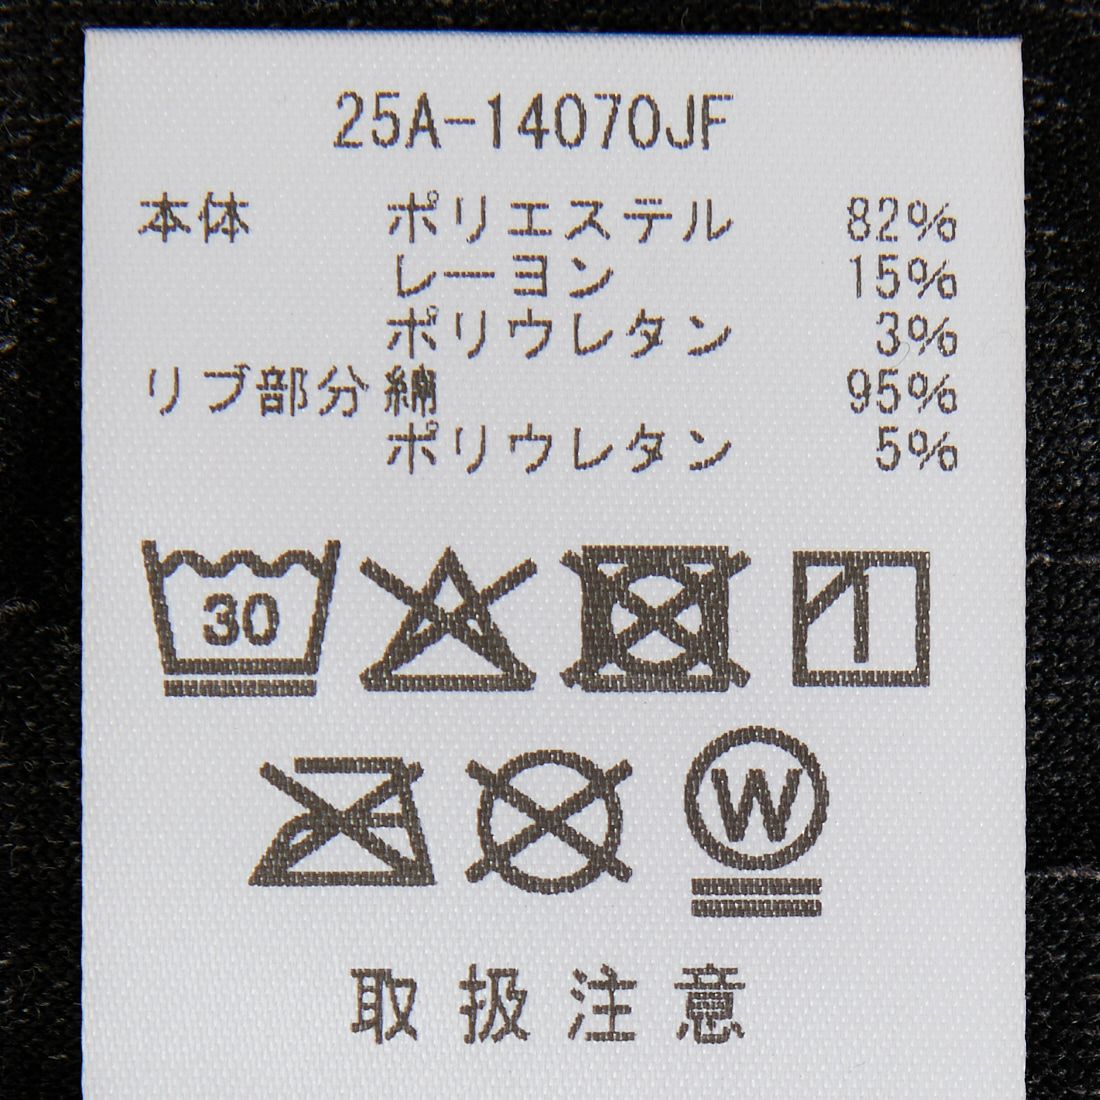 25A-14070JF
本体 ポリエステル 82%
レーヨン 15%
ポリウレタン 3%
リブ部分 綿 95%
ポリウレタン 5%
30
W
取扱注意